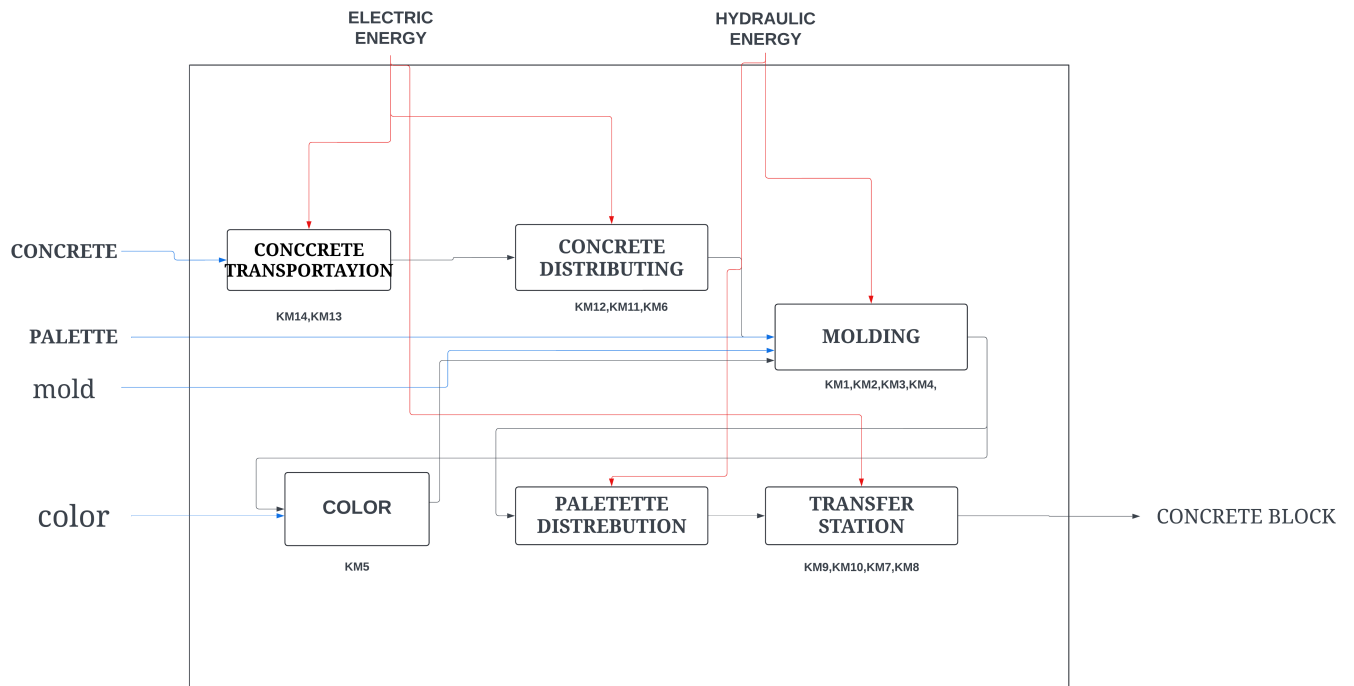 ELECTRIC
ENERGY
HYDRAULIC
ENERGY
CONCRETE
CONCCRETE
TRANSPORTAYION
KM14,KM13
CONCRETE
DISTRIBUTING
KM12,KM11,KM6
PALETTE
MOLDING
KM1,KM2,KM3,KM4,
mold
color
COLOR
KM5
PALETETTE
DISTREBUTION
TRANSFER
STATION
KM9,KM10,KM7,KM8
CONCRETE BLOCK